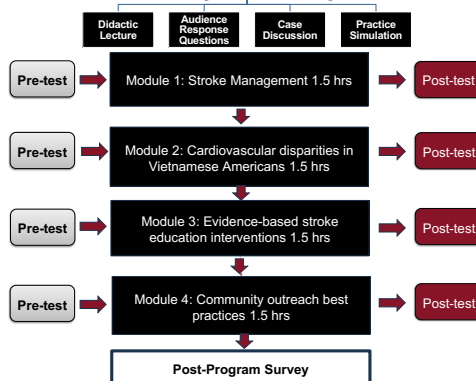 Didactic
Lecture
Audience
Response
Questions
Case
Discussion
Practice
Simulation
Pre-test
Module 1: Stroke Management 1.5 hrs
Post-test
Pre-test
Module 2: Cardiovascular disparities in
Vietnamese Americans 1.5 hrs
Post-test
Pre-test
Module 3: Evidence-based stroke
education interventions 1.5 hrs
Post-test
Pre-test
Module 4: Community outreach best
practices 1.5 hrs
Post-test
Post-Program Survey